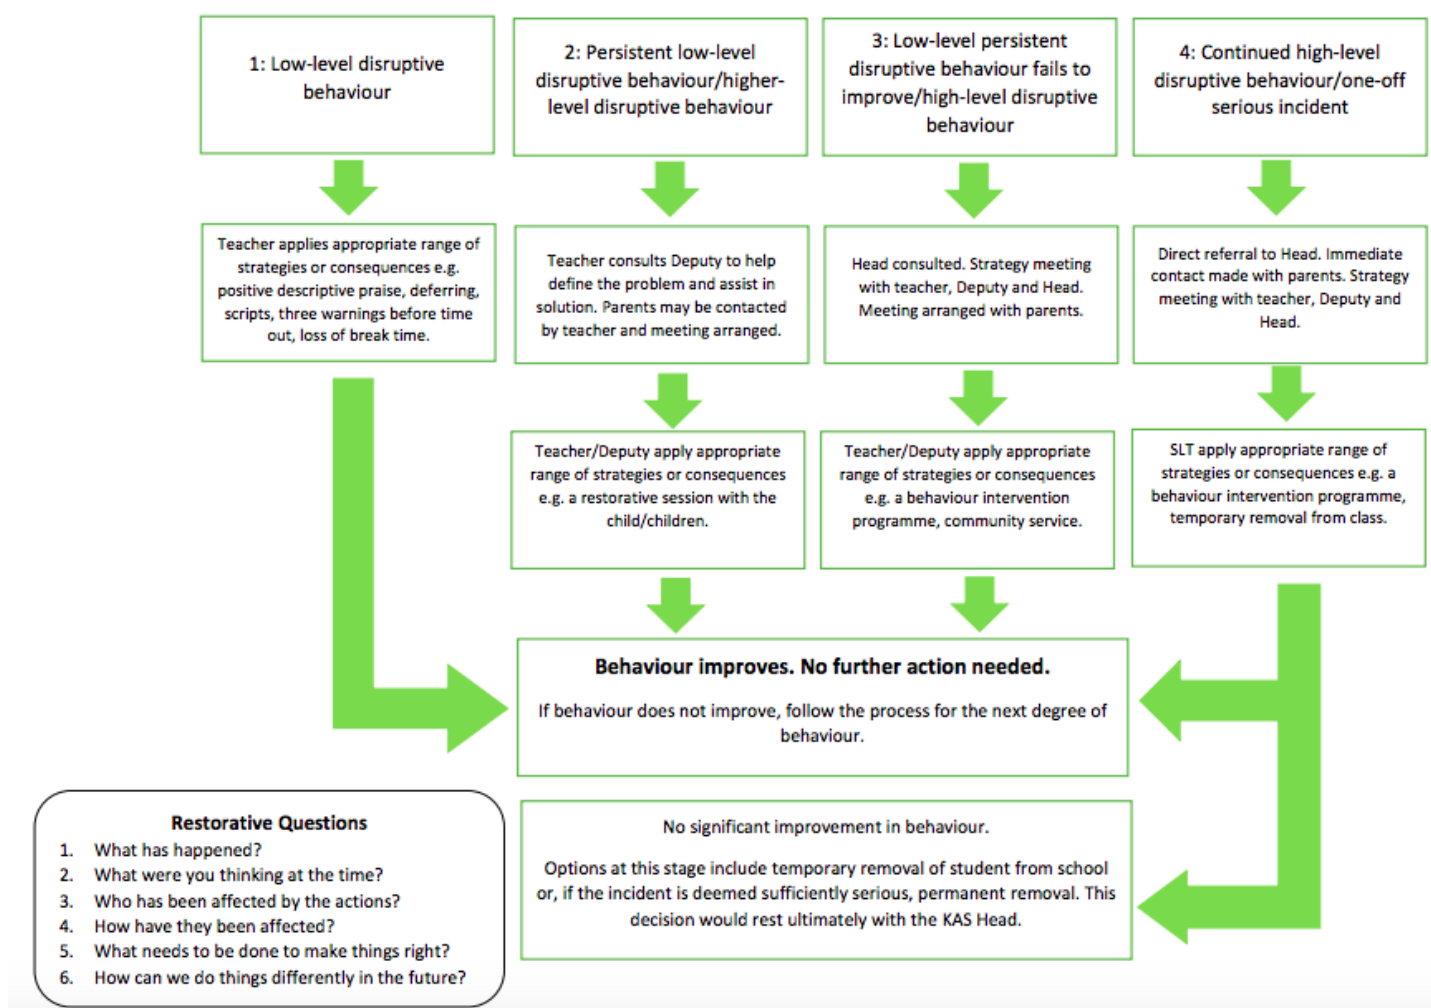 1: Low-level disruptive
behaviour
2: Persistent low-level
disruptive behaviour/higher-
level disruptive behaviour
3: Low-level persistent
disruptive behaviour fails to
improve/high-level disruptive
behaviour
4: Continued high-level
disruptive behaviour/one-off
serious incident
Teacher applies appropriate range of
strategies or consequences e.g.
positive descriptive praise, deferring,
scripts, three warnings before time
out, loss of break time.
Teacher consults Deputy to help
define the problem and assist in
solution. Parents may be contacted
by teacher and meeting arranged.
Head consulted. Strategy meeting
with teacher, Deputy and Head.
Meeting arranged with parents.
Direct referral to Head. Immediate
contact made with parents. Strategy
meeting with teacher, Deputy and
Head.
Teacher/Deputy apply appropriate
range of strategies or consequences
e.g. a restorative session with the
child/children.
Teacher/Deputy apply appropriate
range of strategies or consequences
e.g. a behaviour intervention
programme, community service.
SLT apply appropriate range of
strategies or consequences e.g. a
behaviour intervention programme,
temporary removal from class.
Behaviour improves. No further action needed.
If behaviour does not improve, follow the process for the next degree of
behaviour.
No significant improvement in behaviour.
Options at this stage include temporary removal of student from school
or, if the incident is deemed sufficiently serious, permanent removal. This
decision would rest ultimately with the KAS Head.
Restorative Questions
1. What has happened?
2. What were you thinking at the time?
3. Who has been affected by the actions?
4. How have they been affected?
5. What needs to be done to make things right?
6. How can we do things differently in the future?